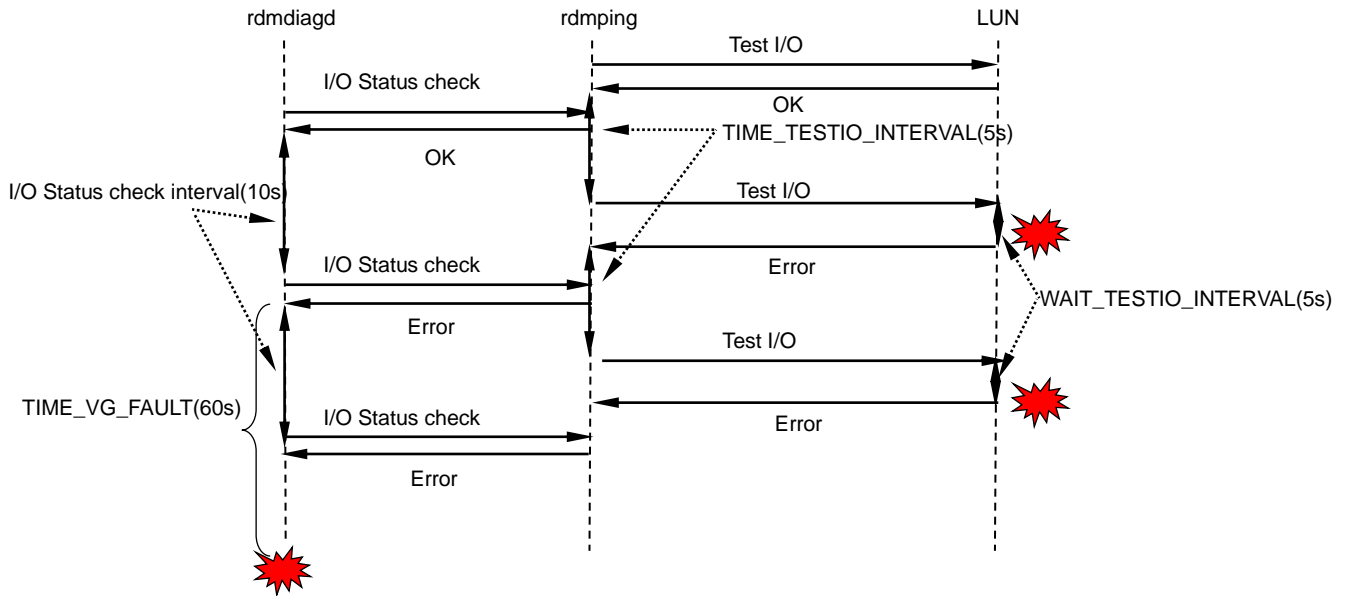 rdmdiagd
rdmping
LUN
Test I/O
I/O Status check
OK
TIME_TESTIO_INTERVAL(5s)
OK
I/O Status check interval(10s)
Test I/O
I/O Status check
Error
WAIT_TESTIO_INTERVAL(5s)
Error
Test I/O
TIME_VG_FAULT(60s)
I/O Status check
Error
Error